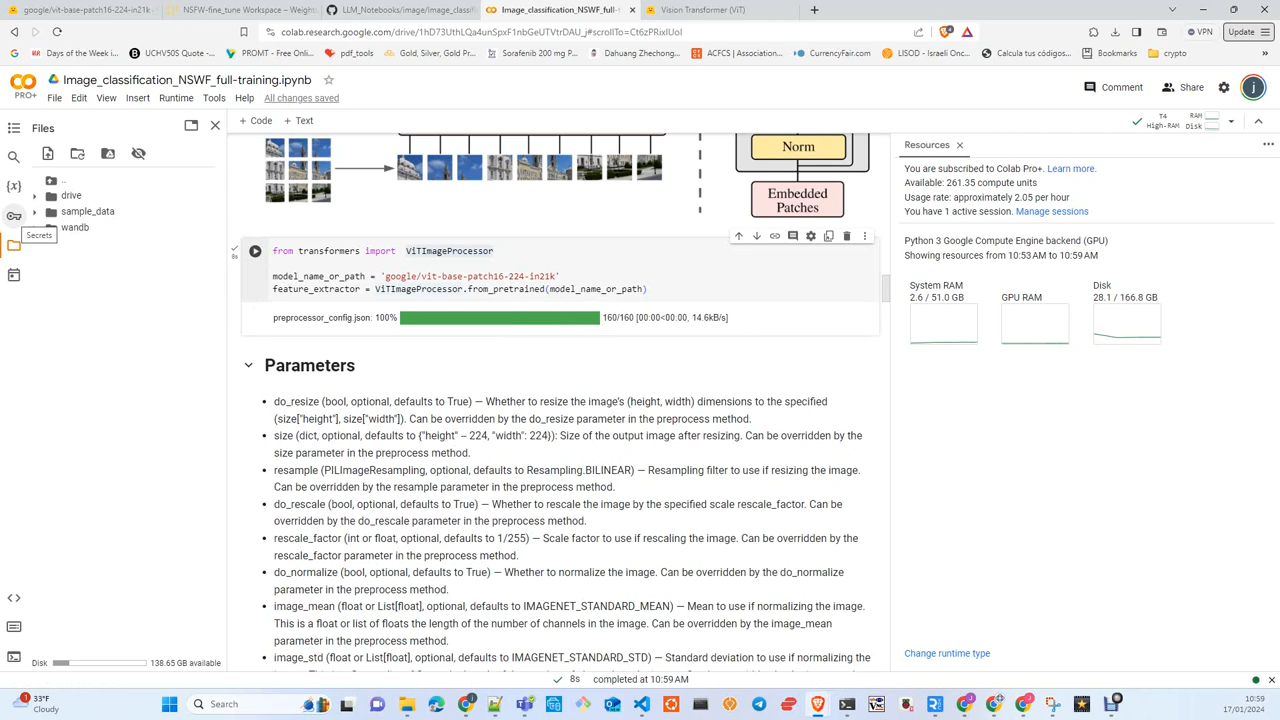 google/vit-base-patch16-224-in21k
NSFW-fine_tune Workspace – Weight
LLM_Notebooks/image/image_classifi
Image_classification_NSWF_full-
Vision Transformer (ViT)
colab.research.google.com/drive/1hD73UthLQa4unSpxF1nbGeUTVtrDAU_j#scrollTo=Ct6zPRixIUoI
VPN
Update
Days of the Week i...
UCHV50S Quote - ...
PROMT - Free Onli...
pdf_tools
Gold, Silver, Gold Pr...
Sorafenib 200 mg P...
Dahuang Zhechong...
ACFCS | Association...
CurrencyFair.com
LISOD - Israeli Onco...
Calcula tus códigos...
Bookmarks
crypto
PRO+
Image_classification_NSWF_full-training.ipynb
File Edit View Insert Runtime Tools Help All changes saved
Comment
Share
j
Files
+ Code + Text
T4
High-RAM
RAM
Disk
..
drive
sample_data
wandb
Secrets
Norm
Embedded
Patches
8s
from transformers import ViTImageProcessor
model_name_or_path = 'google/vit-base-patch16-224-in21k'
feature_extractor = ViTImageProcessor.from_pretrained(model_name_or_path)
preprocessor_config.json: 100% 160/160 [00:00<00:00, 14.6kB/s]
Parameters
do_resize (bool, optional, defaults to True) — Whether to resize the image's (height, width) dimensions to the specified
(size["height"], size["width"]). Can be overridden by the do_resize parameter in the preprocess method.
size (dict, optional, defaults to {"height" – 224, "width": 224}): Size of the output image after resizing. Can be overridden by the
size parameter in the preprocess method.
resample (PILImageResampling, optional, defaults to Resampling.BILINEAR) — Resampling filter to use if resizing the image.
Can be overridden by the resample parameter in the preprocess method.
do_rescale (bool, optional, defaults to True) — Whether to rescale the image by the specified scale rescale_factor. Can be
overridden by the do_rescale parameter in the preprocess method.
rescale_factor (int or float, optional, defaults to 1/255) — Scale factor to use if rescaling the image. Can be overridden by the
rescale_factor parameter in the preprocess method.
do_normalize (bool, optional, defaults to True) — Whether to normalize the image. Can be overridden by the do_normalize
parameter in the preprocess method.
image_mean (float or List[float], optional, defaults to IMAGENET_STANDARD_MEAN) — Mean to use if normalizing the image.
This is a float or list of floats the length of the number of channels in the image. Can be overridden by the image_mean
parameter in the preprocess method.
image_std (float or List[float], optional, defaults to IMAGENET_STANDARD_STD) — Standard deviation to use if normalizing the
Resources
You are subscribed to Colab Pro+. Learn more.
Available: 261.35 compute units
Usage rate: approximately 2.05 per hour
You have 1 active session. Manage sessions
Python 3 Google Compute Engine backend (GPU)
Showing resources from 10:53 AM to 10:59 AM
System RAM
2.6 / 51.0 GB
GPU RAM
Disk
28.1 / 166.8 GB
Change runtime type
Disk 138.65 GB available
8s completed at 10:59 AM
1
33°F
Cloudy
Search
10:59
17/01/2024